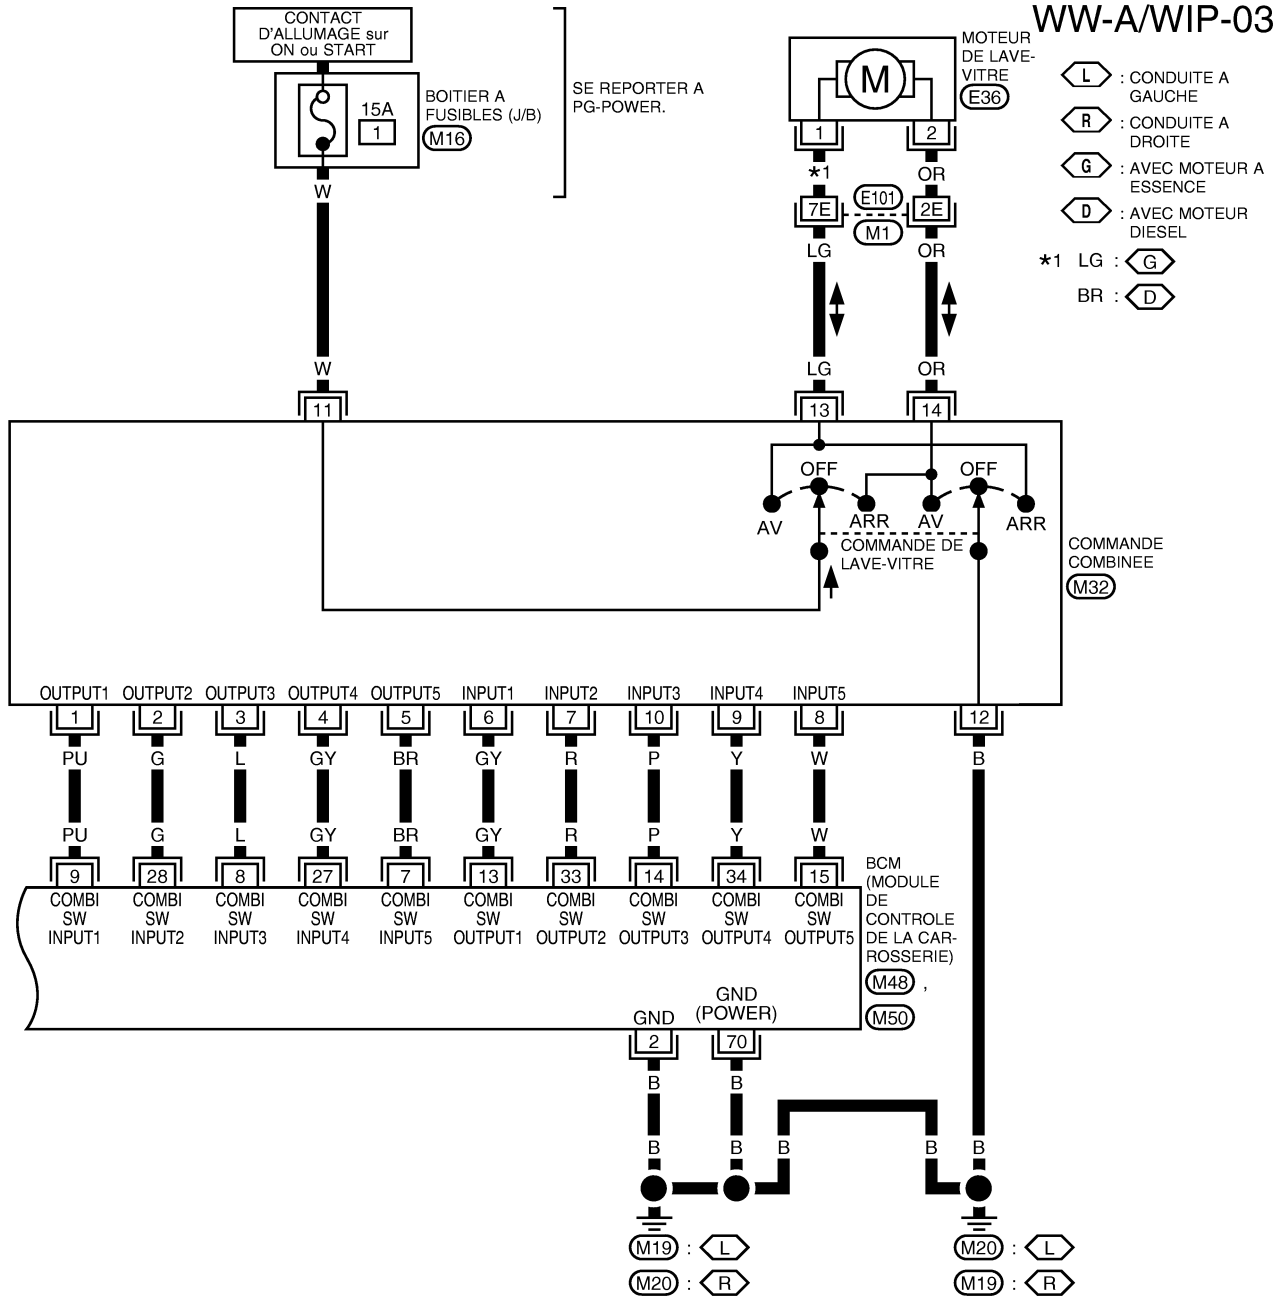 WW-A/WIP-03
CONTACT
D'ALLUMAGE sur
ON ou START
15A
1
BOITIER A
FUSIBLES (J/B)
M16
SE REPORTER A
PG-POWER.
M
MOTEUR
DE LAVE-
VITRE
E36
L : CONDUITE A
GAUCHE
R : CONDUITE A
DROITE
G : AVEC MOTEUR A
ESSENCE
D : AVEC MOTEUR
DIESEL
*1 LG : G
BR : D
1 2
*1 OR
7E E101 2E
M1
W LG OR
W LG OR
11 13 14
OFF OFF
AV ARR AV ARR
COMMANDE DE
LAVE-VITRE
COMMANDE
COMBINEE
M32
OUTPUT1 OUTPUT2 OUTPUT3 OUTPUT4 OUTPUT5 INPUT1 INPUT2 INPUT3 INPUT4 INPUT5
1 2 3 4 5 6 7 10 9 8 12
PU G L GY BR GY R P Y W B
PU G L GY BR GY R P Y W
9 28 8 27 7 13 33 14 34 15
COMBI COMBI COMBI COMBI COMBI COMBI COMBI COMBI COMBI COMBI
SW SW SW SW SW SW SW SW SW SW
INPUT1 INPUT2 INPUT3 INPUT4 INPUT5 OUTPUT1 OUTPUT2 OUTPUT3 OUTPUT4 OUTPUT5
BCM
(MODULE
DE
CONTROLE
DE LA CAR-
ROSSERIE)
M48 ,
M50
GND
(POWER)
GND
2 70
B B
B B B B B
M19 : L M20 : L
M20 : R M19 : R